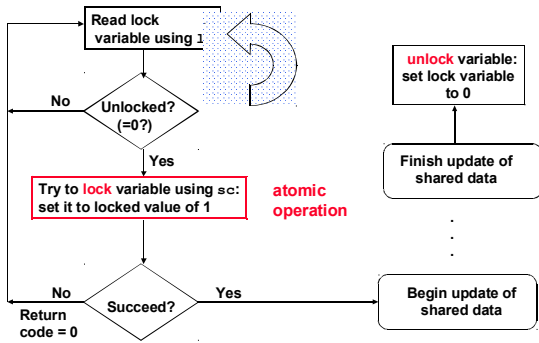 Read lock
variable using
Unlocked?
(=0?)
No
Yes
Try to lock variable using sc:
set it to locked value of 1
atomic
operation
Succeed?
No
Return
code = 0
Yes
Begin update of
shared data
.
.
.
Finish update of
shared data
unlock variable:
set lock variable
to 0